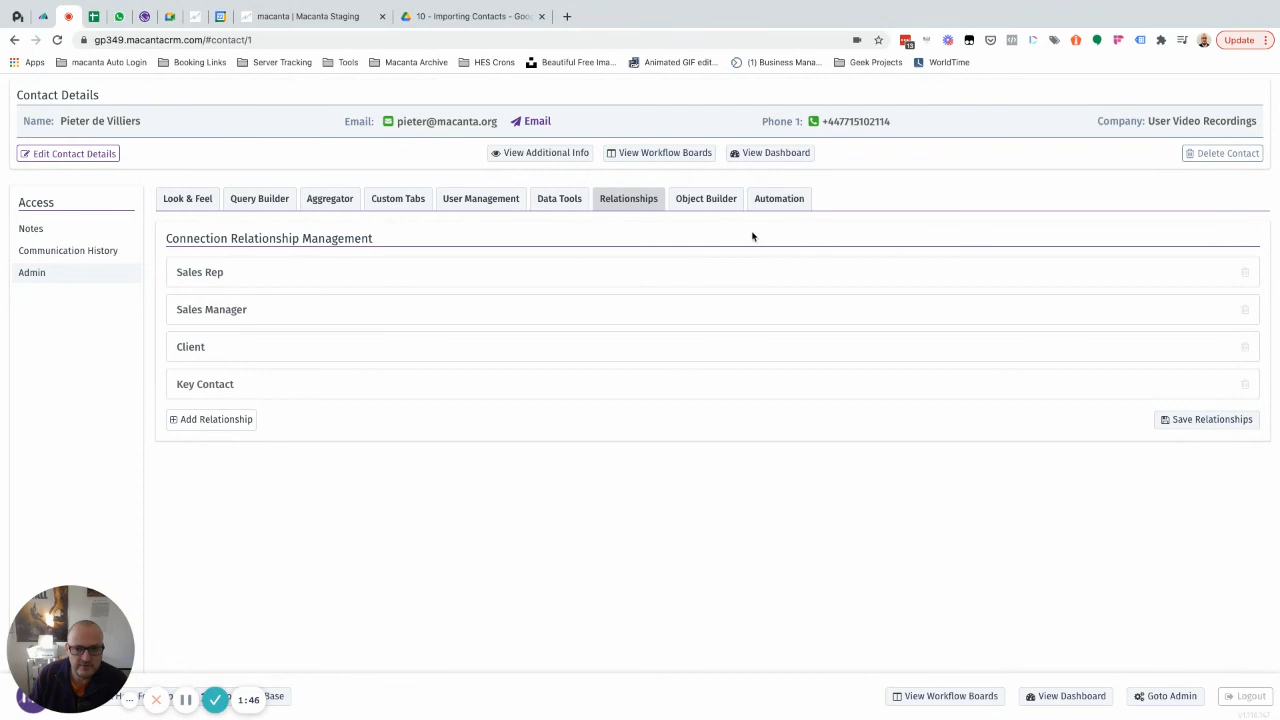 macanta | Macanta Staging
10 - Importing Contacts - Goo
gp349.macantacrm.com/#contact/1
13
Update
Apps
macanta Auto Login
Booking Links
Server Tracking
Tools
Macanta Archive
HES Crons
Beautiful Free Ima...
Animated GIF edit...
(1) Business Mana...
Geek Projects
WorldTime
Contact Details
Name: Pieter de Villiers
Email: pieter@macanta.org
Email
Phone 1: +447715102114
Company: User Video Recordings
Edit Contact Details
View Additional Info
View Workflow Boards
View Dashboard
Delete Contact
Access
Notes
Communication History
Admin
Look & Feel
Query Builder
Aggregator
Custom Tabs
User Management
Data Tools
Relationships
Object Builder
Automation
Connection Relationship Management
Sales Rep
Sales Manager
Client
Key Contact
Add Relationship
Save Relationships
1:46
Base
View Workflow Boards
View Dashboard
Goto Admin
Logout